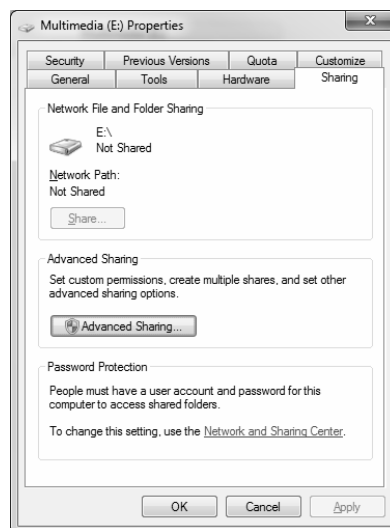 Multimedia (E:) Properties
X
Security Previous Versions Quota Customize
General Tools Hardware Sharing
Network File and Folder Sharing
E:\
Not Shared
Network Path:
Not Shared
Share...
Advanced Sharing
Set custom permissions, create multiple shares, and set other
advanced sharing options.
Advanced Sharing...
Password Protection
People must have a user account and password for this
computer to access shared folders.
To change this setting, use the Network and Sharing Center.
OK Cancel Apply